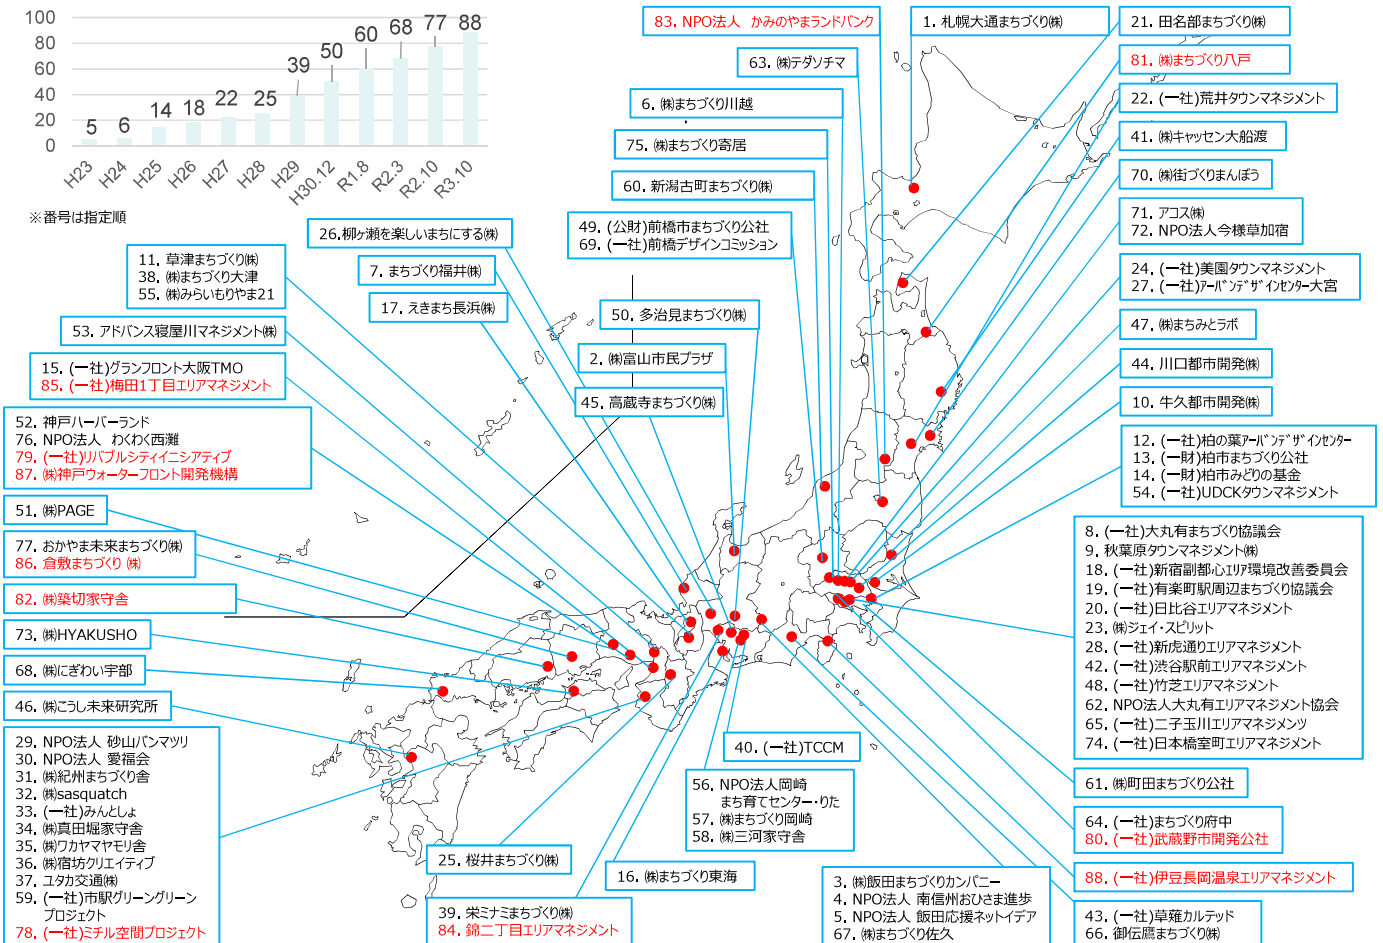 100
80
60
40
20
0
5
6
14
18
22
25
39
50
60
68
77
88
H23
H24
H25
H26
H27
H28
H29
H30.12
R1.8
R2.3
R2.10
R3.10
※番号は指定順
83. NPO法人　かみのやまランドバンク
1. 札幌大通まちづくり㈱
21. 田名部まちづくり㈱
63. ㈱テダソチマ
81. ㈱まちづくり八戸
6. ㈱まちづくり川越
22. (一社)荒井タウンマネジメント
75. ㈱まちづくり寄居
41. ㈱キャッセン大船渡
60. 新潟古町まちづくり㈱
70. ㈱街づくりまんぼう
49. (公財)前橋市まちづくり公社
69. (一社)前橋デザインコミッション
71. アコス㈱
72. NPO法人今様草加宿
26.柳ヶ瀬を楽しいまちにする㈱
11. 草津まちづくり㈱
38. ㈱まちづくり大津
55. ㈱みらいもりやま21
7. まちづくり福井㈱
24. (一社)美園タウンマネジメント
27. (一社)アーバンデザインセンター大宮
17. えきまち長浜㈱
50. 多治見まちづくり㈱
47. ㈱まちみとラボ
53. アドバンス寝屋川マネジメント㈱
2. ㈱富山市民プラザ
44. 川口都市開発㈱
15. (一社)グランフロント大阪TMO
85. (一社)梅田1丁目エリアマネジメント
45. 高蔵寺まちづくり㈱
10. 牛久都市開発㈱
52. 神戸ハーバーランド
76. NPO法人　わくわく西灘
79. (一社)リバブルシティイニシアティブ
87. ㈱神戸ウォーターフロント開発機構
12. (一社)柏の葉アーバンデザインセンター
13. (一財)柏市まちづくり公社
14. (一財)柏市みどりの基金
54. (一社)UDCKタウンマネジメント
51. ㈱PAGE
77. おかやま未来まちづくり㈱
86. 倉敷まちづくり ㈱
82. ㈱築切家守舎
73. ㈱HYAKUSHO
68. ㈱にぎわい宇部
46. ㈱こうし未来研究所
8. (一社)大丸有まちづくり協議会
9. 秋葉原タウンマネジメント㈱
18. (一社)新宿副都心エリア環境改善委員会
19. (一社)有楽町駅周辺まちづくり協議会
20. (一社)日比谷エリアマネジメント
23. ㈱ジェイ・スピリット
28. (一社)新虎通りエリアマネジメント
42. (一社)渋谷駅前エリアマネジメント
48. (一社)竹芝エリアマネジメント
62. NPO法人大丸有エリアマネジメント協会
65. (一社)二子玉川エリアマネジメンツ
74. (一社)日本橋室町エリアマネジメント
29. NPO法人 砂山バンマツリ
30. NPO法人 愛福会
31. ㈱紀州まちづくり舎
32. ㈱sasquatch
33. (一社)みんとしょ
34. ㈱真田堀家守舎
35. ㈱ワカヤマヤモリ舎
36. ㈱宿坊クリエイティブ
37. ユタカ交通㈱
59. (一社)市駅グリーングリーン
プロジェクト
78. (一社)ミチル空間プロジェクト
40. (一社)TCCM
56. NPO法人岡崎
まち育てセンター・りた
57. ㈱まちづくり岡崎
58. ㈱三河家守舎
61. ㈱町田まちづくり公社
64. (一社)まちづくり府中
80. (一社)武蔵野市開発公社
25. 桜井まちづくり㈱
16. ㈱まちづくり東海
88. (一社)伊豆長岡温泉エリアマネジメント
39. 栄ミナミまちづくり㈱
84. 錦二丁目エリアマネジメント
3. ㈱飯田まちづくりカンパニー
4. NPO法人 南信州おひさま進歩
5. NPO法人 飯田応援ネットイデア
67. ㈱まちづくり佐久
43. (一社)草薙カルテッド
66. 御伝鷹まちづくり㈱